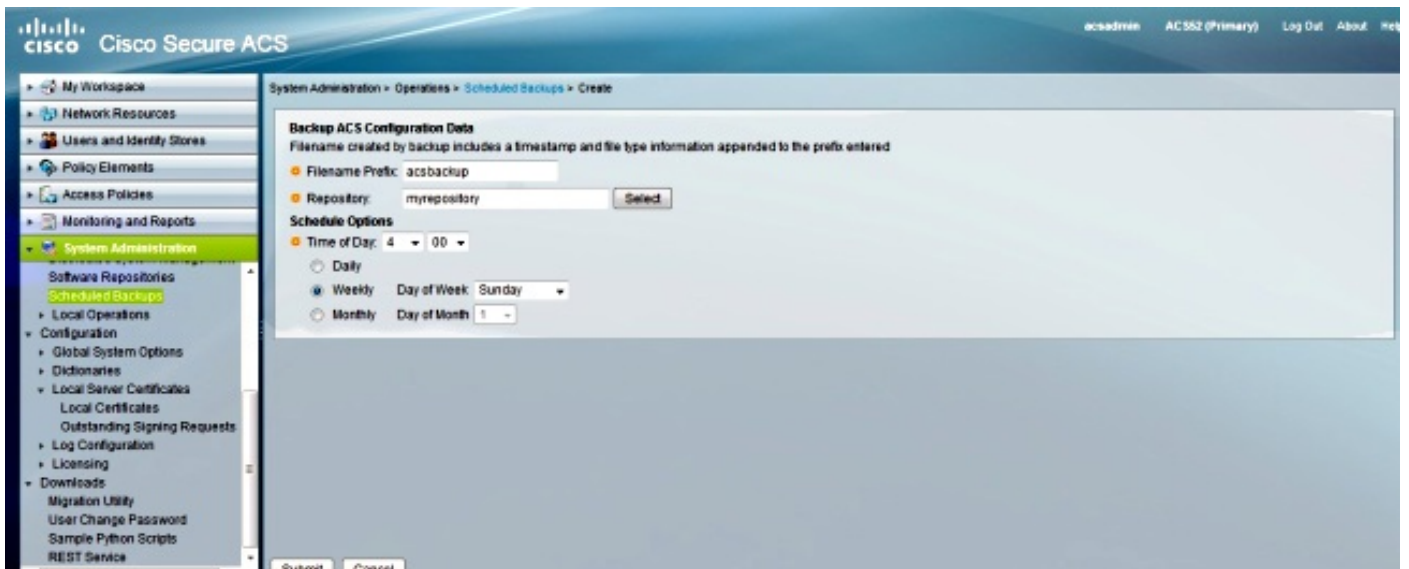 CISCO Cisco Secure ACS
acsadmin ACS52 (Primary) Log Out About Help
My Workspace
Network Resources
Users and Identity Stores
Policy Elements
Access Policies
Monitoring and Reports
System Administration
Software Repositories
Scheduled Backups
Local Operations
Configuration
Global System Options
Dictionaries
Local Server Certificates
Local Certificates
Outstanding Signing Requests
Log Configuration
Licensing
Downloads
Migration Utility
User Change Password
Sample Python Scripts
REST Service
System Administration > Operations > Scheduled Backups > Create
Backup ACS Configuration Data
Filename created by backup includes a timestamp and file type information appended to the prefix entered
Filename Prefix: acsbackup
Repository: myrepository Select
Schedule Options
Time of Day: 4 00
Daily
Weekly Day of Week Sunday
Monthly Day of Month 1
Submit Cancel